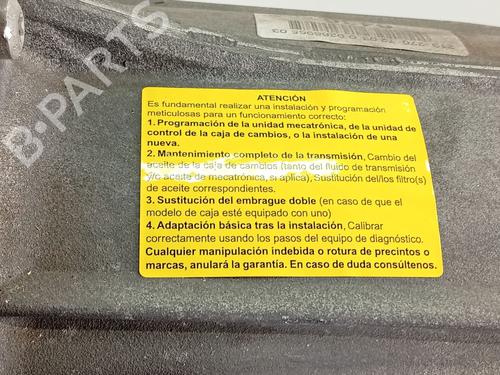 ATENCIÓN
Es fundamental realizar una instalación y programación
meticulosas para un funcionamiento correcto:
1. Programación de la unidad mecatrónica, de la unidad de
control de la caja de cambios, o la instalación de una
nueva.
2. Mantenimiento completo de la transmisión, Cambio del
aceite de la caja de cambios (tanto del fluido de transmisión
y/o aceite de mecatrónica, si aplica), Sustitución del/los filtro(s)
de aceite correspondientes.
3. Sustitución del embrague doble (en caso de que el
modelo de caja esté equipado con uno)
4. Adaptación básica tras la instalación, Calibrar
correctamente usando los pasos del equipo de diagnóstico.
Cualquier manipulación indebida o rotura de precintos o
marcas, anulará la garantía. En caso de duda consúltenos.
B-PARTS